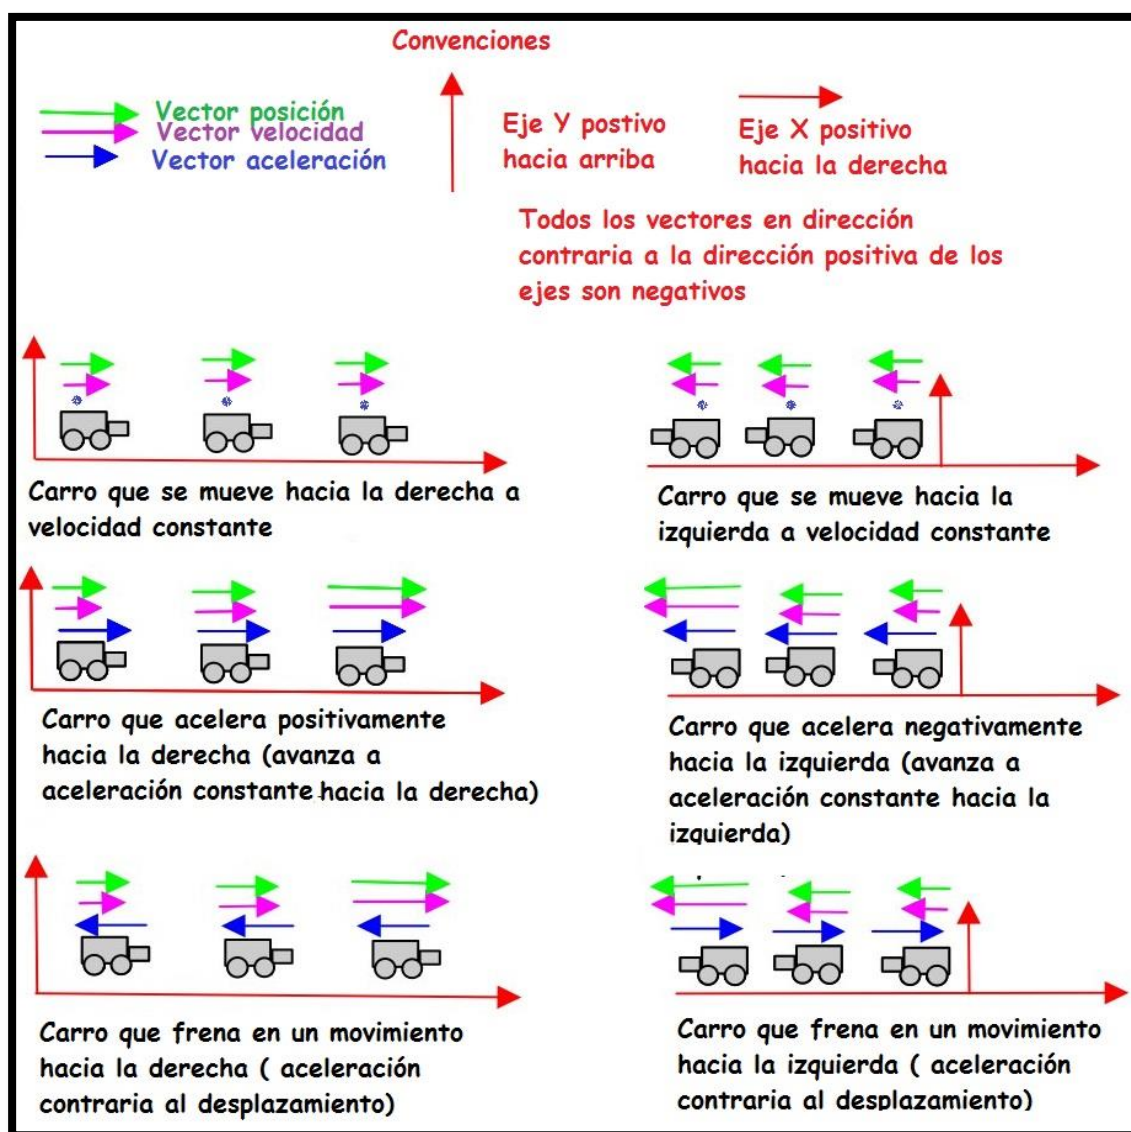 Convenciones
Vector posición
Vector velocidad
Vector aceleración
Eje Y postivo
hacia arriba
Eje X positivo
hacia la derecha
Todos los vectores en dirección
contraria a la dirección positiva de los
ejes son negativos
Carro que se mueve hacia la derecha a
velocidad constante
Carro que se mueve hacia la
izquierda a velocidad constante
Carro que acelera positivamente
hacia la derecha (avanza a
aceleración constante hacia la derecha)
Carro que acelera negativamente
hacia la izquierda (avanza a
aceleración constante hacia la
izquierda)
Carro que frena en un movimiento
hacia la derecha ( aceleración
contraria al desplazamiento)
Carro que frena en un movimiento
hacia la izquierda ( aceleración
contraria al desplazamiento)